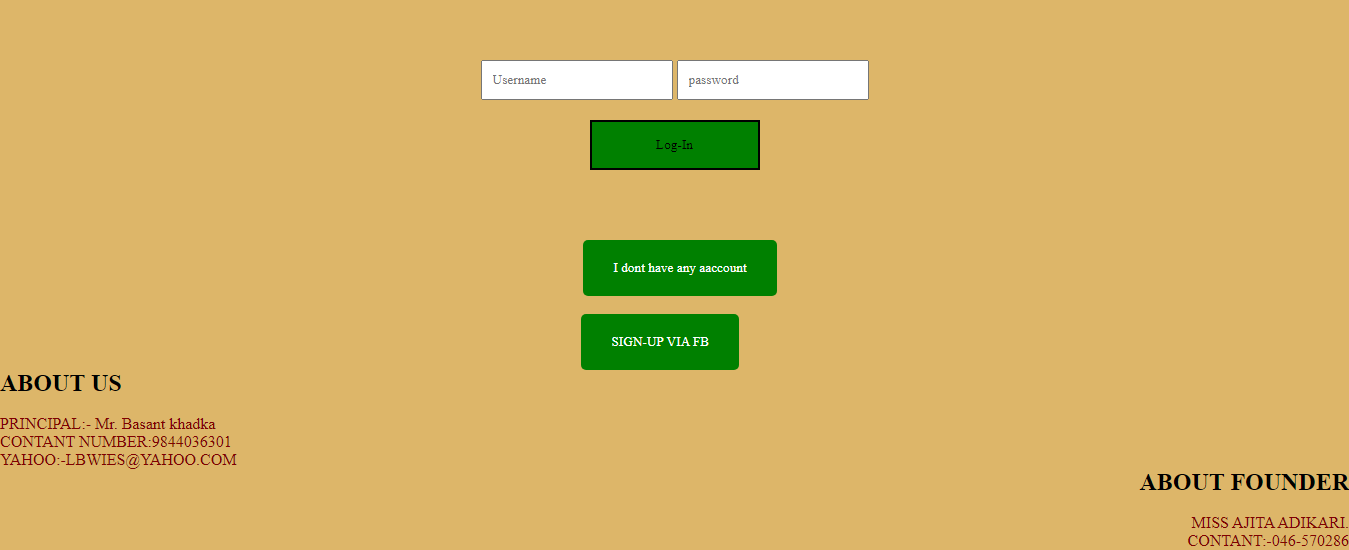 Username password
Log-In
I dont have any aaccount
SIGN-UP VIA FB
ABOUT US
PRINCIPAL:- Mr. Basant khadka
CONTANT NUMBER:9844036301
YAHOO:-LBWIES@YAHOO.COM
ABOUT FOUNDER
MISS AJITA ADIKARI.
CONTANT:-046-570286